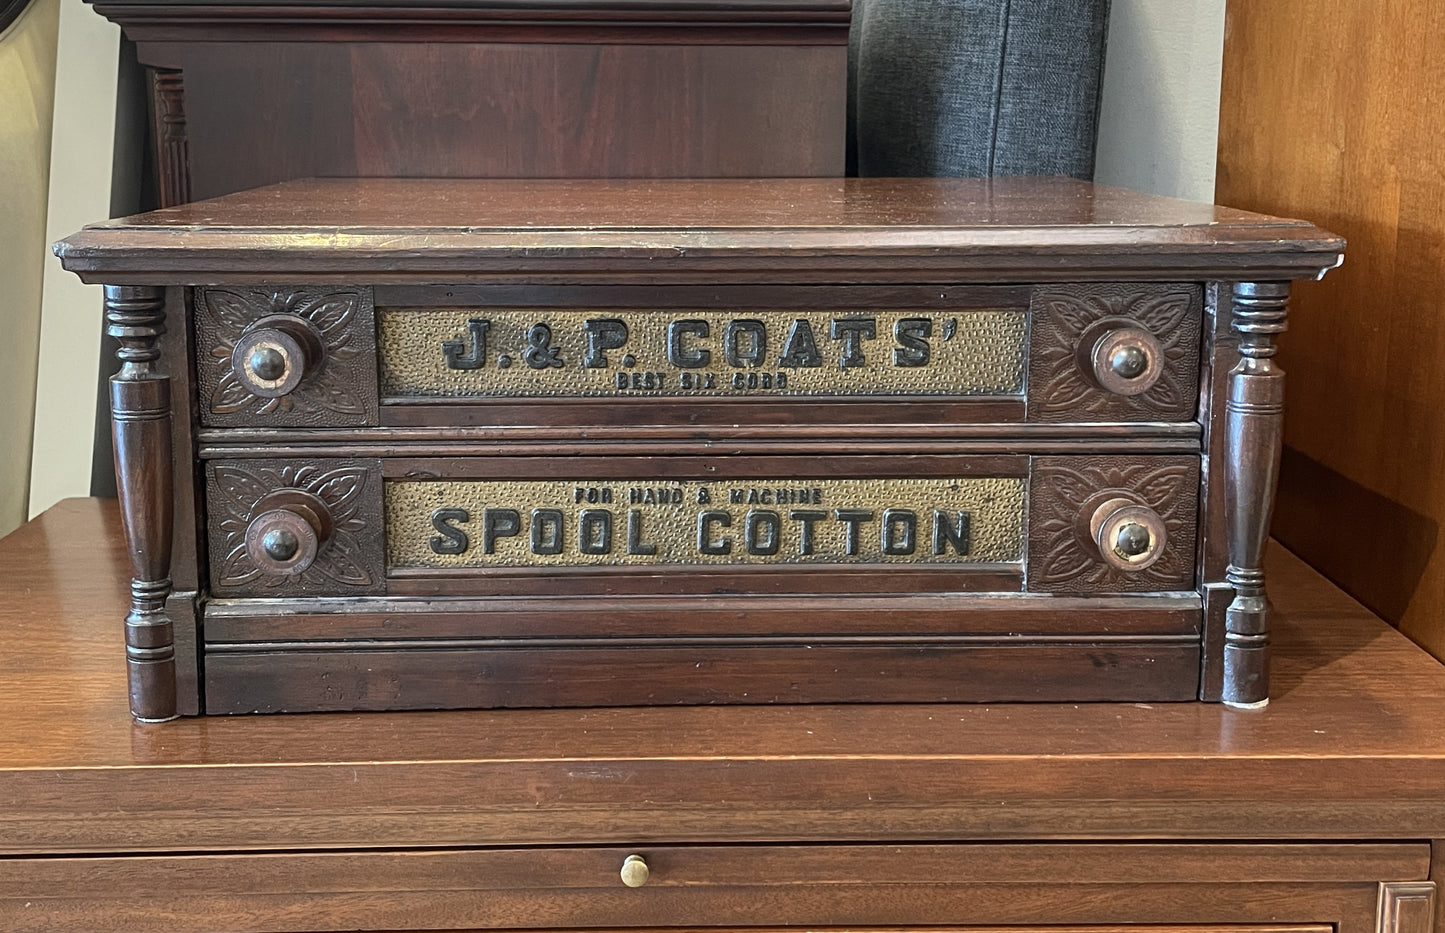 J. & P. COATS'
BEST SIX CORD
FOR HAND & MACHINE
SPOOL COTTON